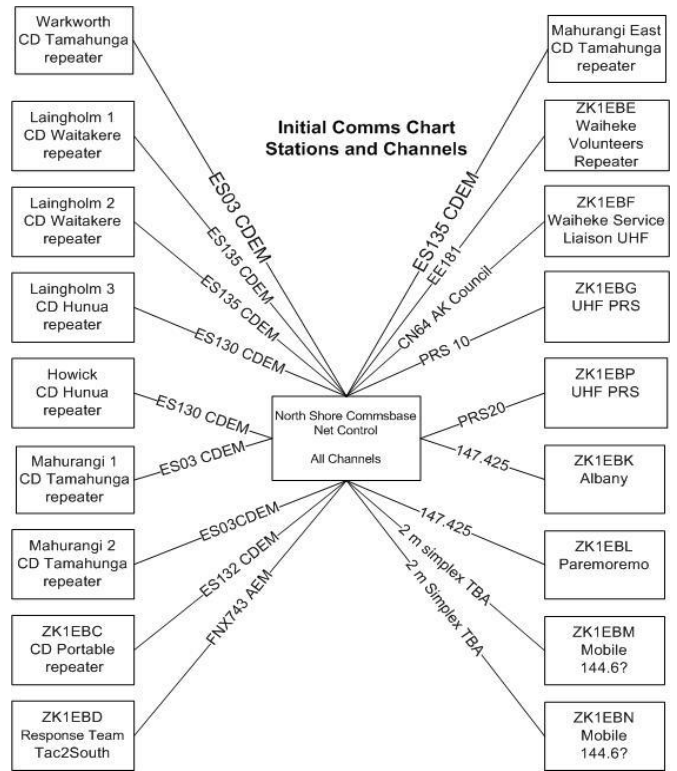 Initial Comms Chart
Stations and Channels
Warkworth
CD Tamahunga
repeater
Laingholm 1
CD Waitakere
repeater
Laingholm 2
CD Waitakere
repeater
Laingholm 3
CD Hunua
repeater
Howick
CD Hunua
repeater
Mahurangi 1
CD Tamahunga
repeater
Mahurangi 2
CD Tamahunga
repeater
ZK1EBC
CD Portable
repeater
ZK1EBD
Response Team
Tac2South
ES03 CDEM
ES135 CDEM
ES135 CDEM
ES130 CDEM
ES130 CDEM
ES03 CDEM
ES03CDEM
ES132 CDEM
FNX743 AEM
North Shore Commsbase
Net Control
All Channels
ES135 CDEM
EE181
CN64 AK Council
PRS 10
PRS20
147.425
147.425
2 m simplex TBA
2 m Simplex TBA
Mahurangi East
CD Tamahunga
repeater
ZK1EBE
Waiheke
Volunteers
Repeater
ZK1EBF
Waiheke Service
Liaison UHF
ZK1EBG
UHF PRS
ZK1EBP
UHF PRS
ZK1EBK
Albany
ZK1EBL
Paremoremo
ZK1EBM
Mobile
144.6?
ZK1EBN
Mobile
144.6?